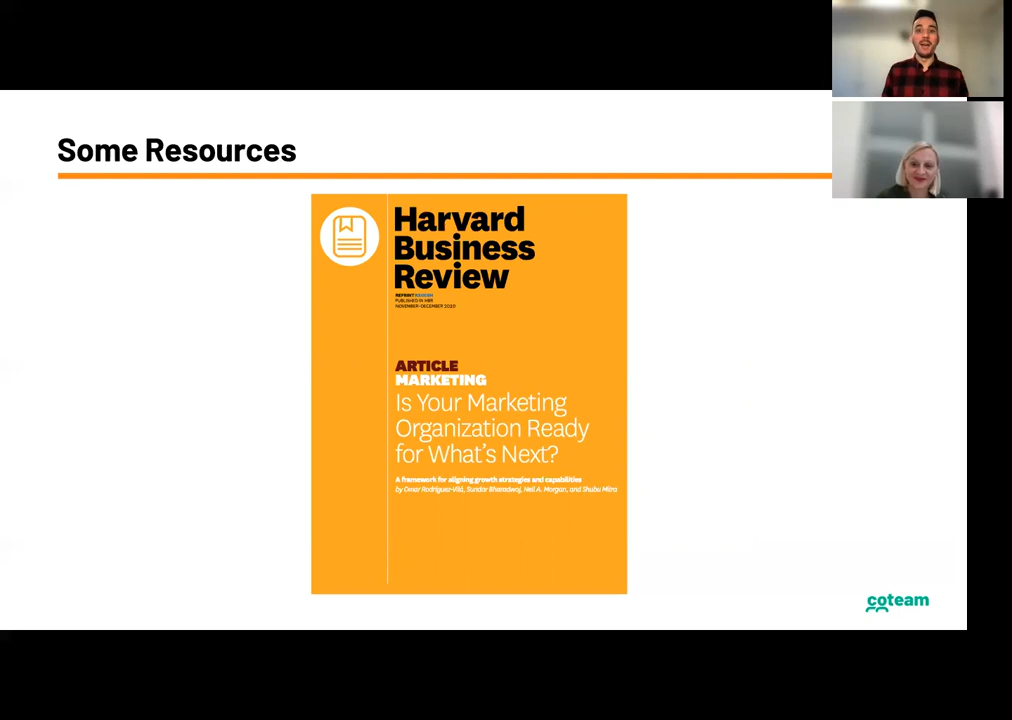 Some Resources
Harvard
Business
Review
PUBLISHED IN HBR
NOVEMBER–DECEMBER 2020
ARTICLE
MARKETING
Is Your Marketing
Organization Ready
for What's Next?
A framework for aligning growth strategies and capabilities
by Omar Rodríguez-Vilá, Sundar Bharadwaj, Neil A. Morgan, and Shubu Mitra
coteam